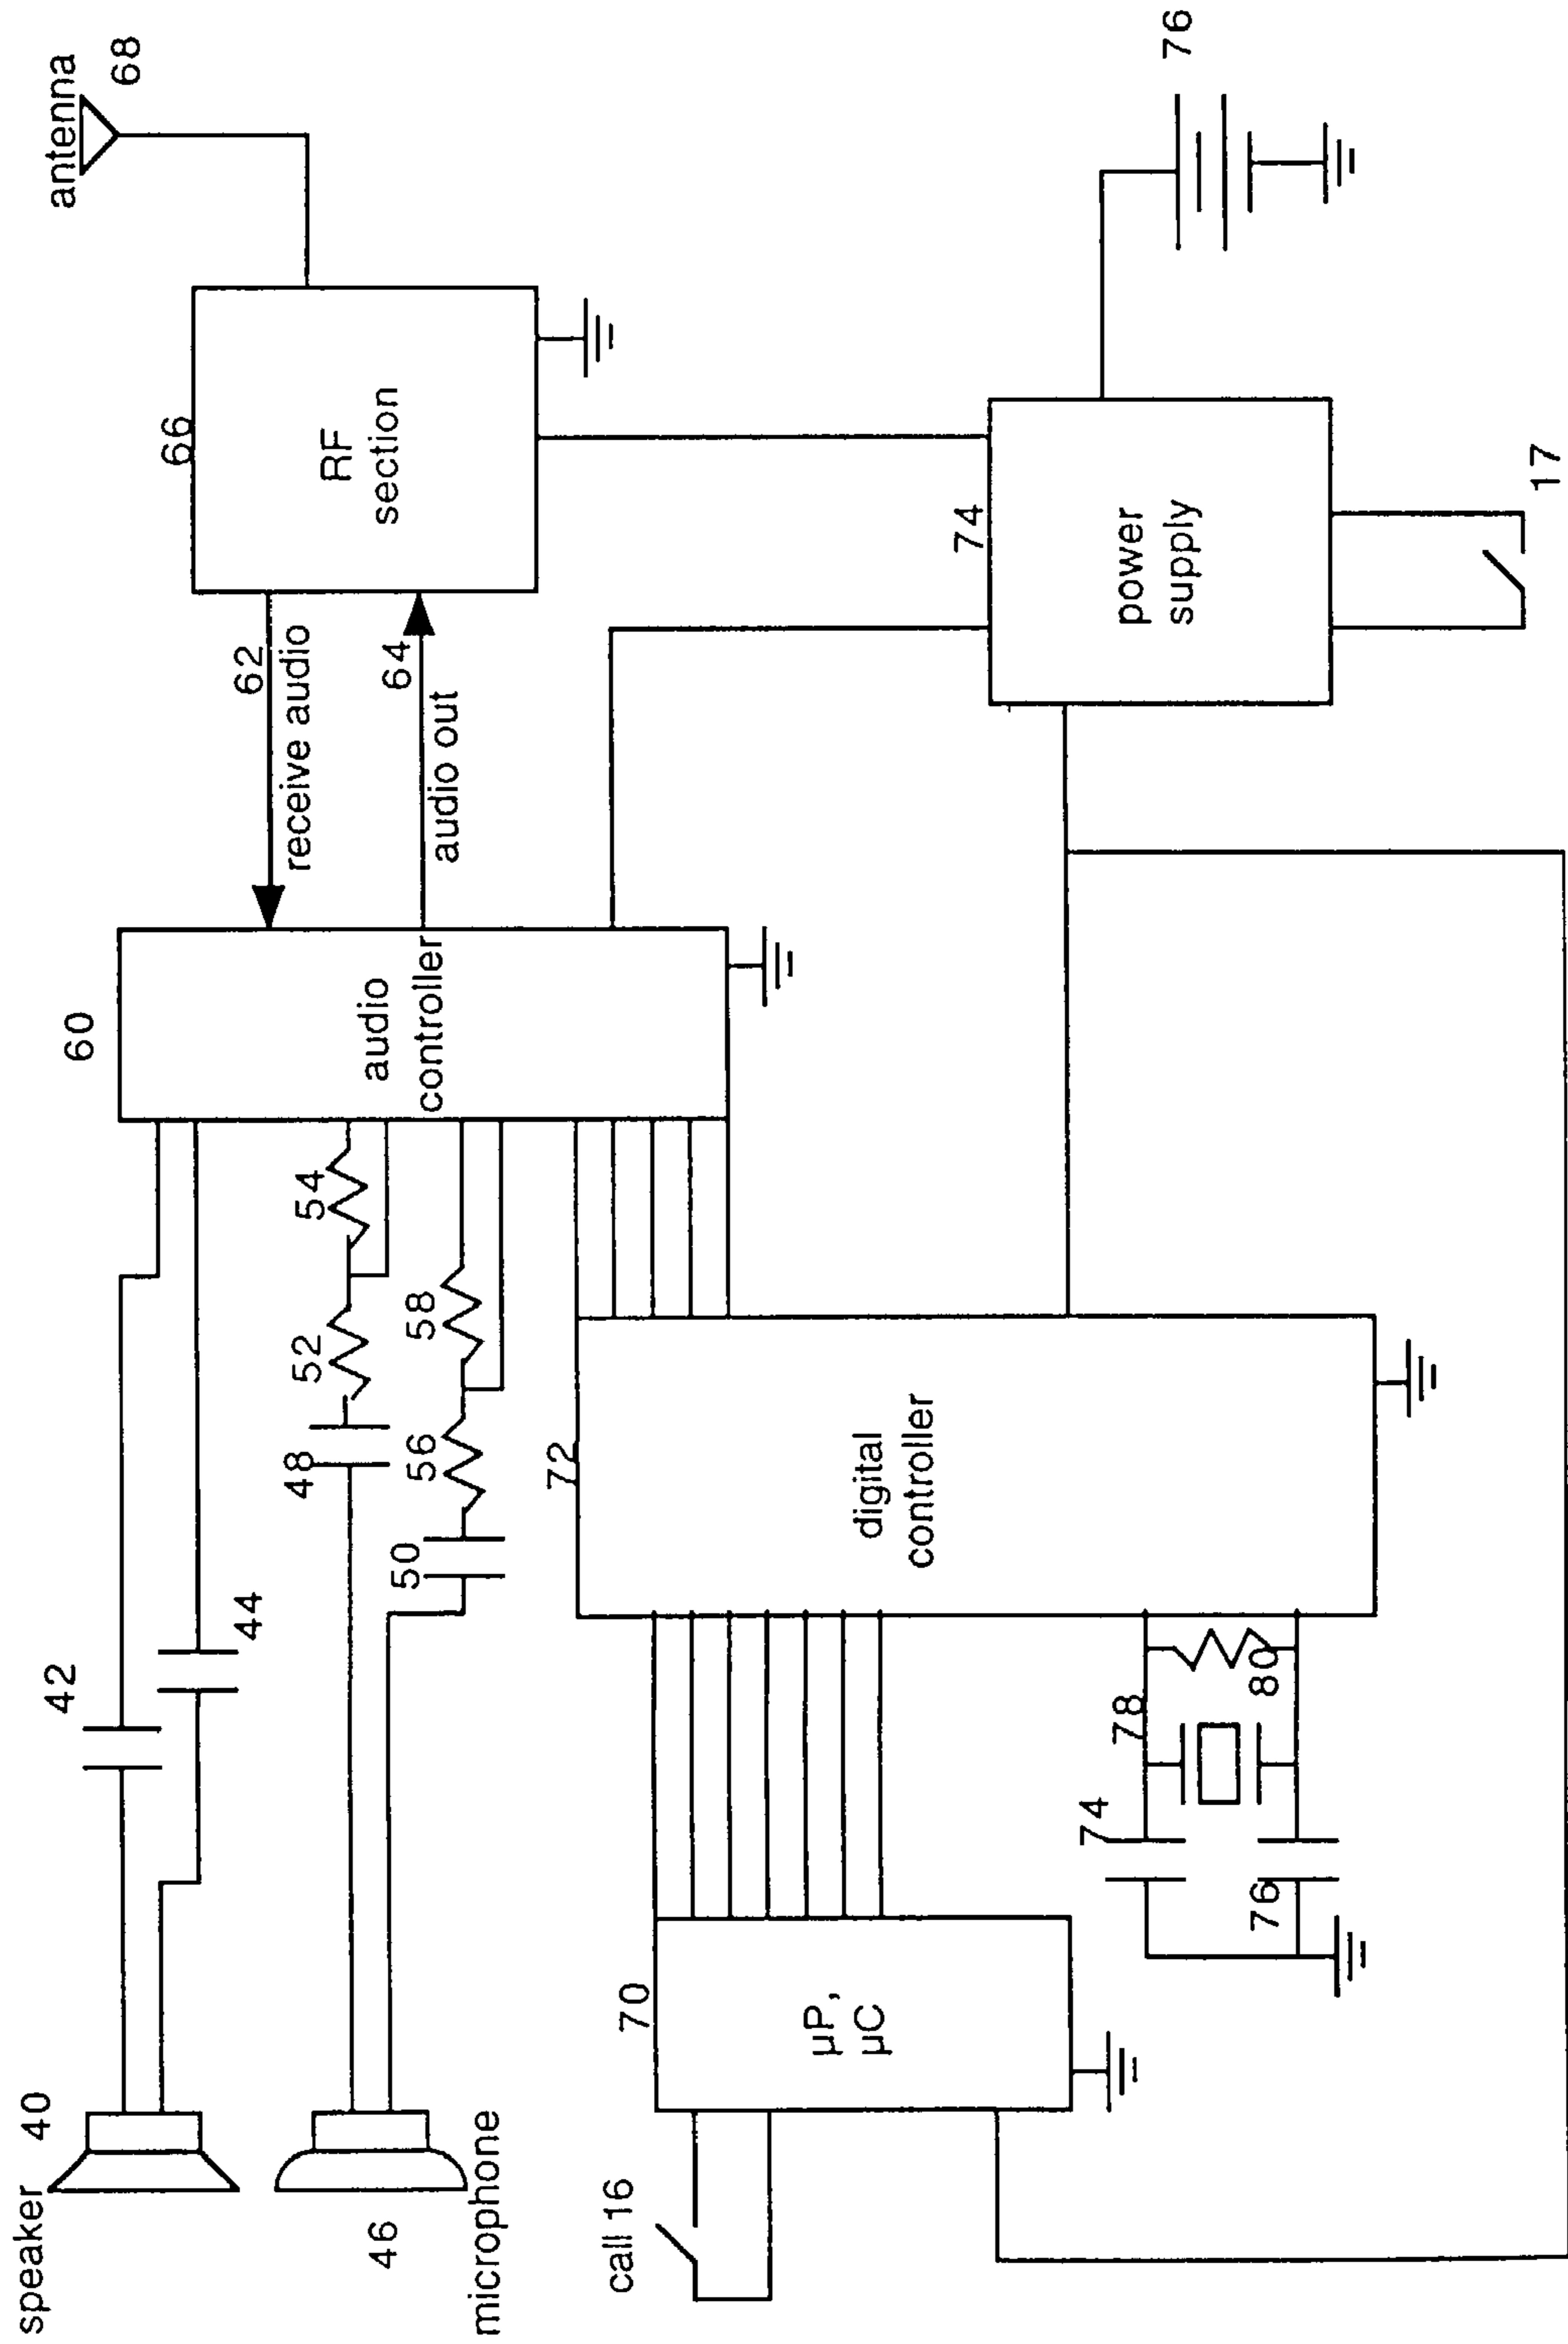 speaker 40
42
44
46
microphone
48
52
54
50
56
58
60
audio
controller
62
receive audio
64
audio out
66
RF
section
antenna
68
call 16
70
µP,
µC
72
digital
controller
74
76
78
80
74
power
supply
17
76